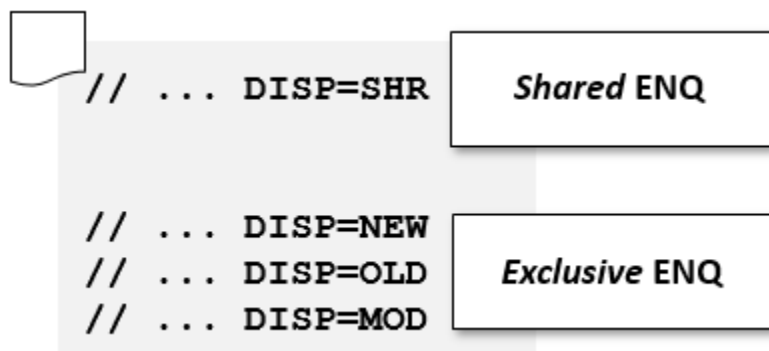 // ... DISP=SHR Shared ENQ
// ... DISP=NEW
// ... DISP=OLD Exclusive ENQ
// ... DISP=MOD